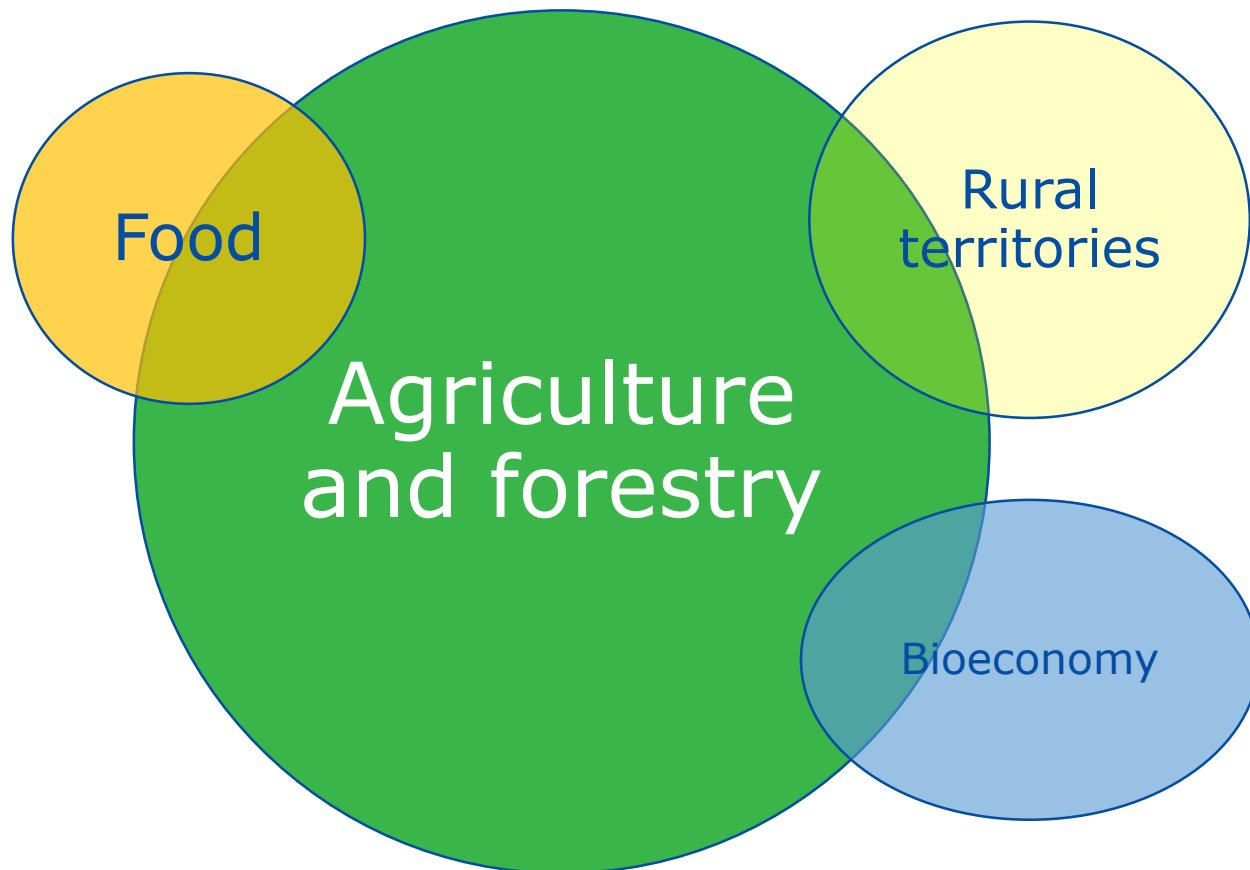 Food
Rural
territories
Agriculture
and forestry
Bioeconomy